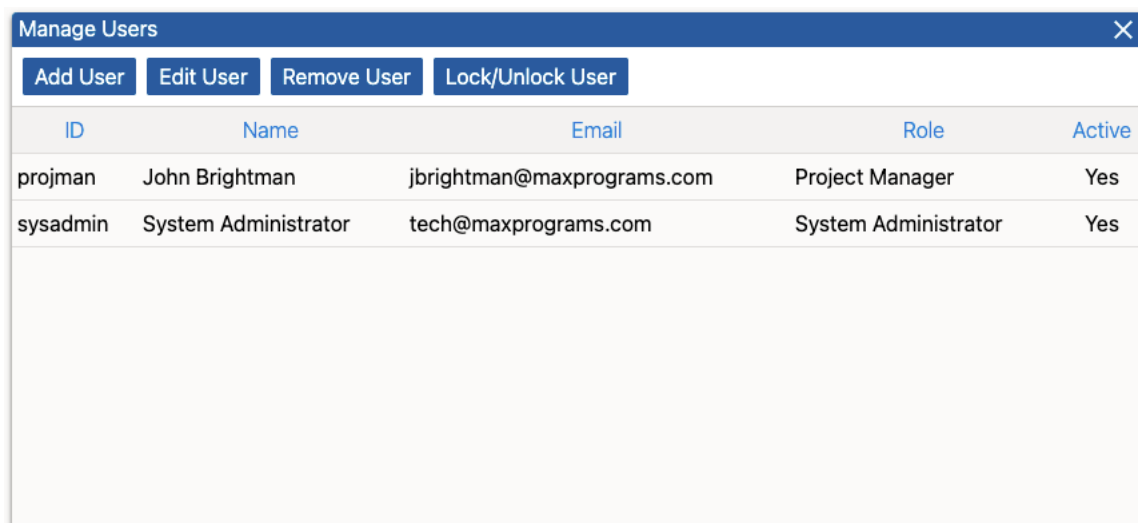 Manage Users
Add User Edit User Remove User Lock/Unlock User
ID Name Email Role Active
projman John Brightman jbrightman@maxprograms.com Project Manager Yes
sysadmin System Administrator tech@maxprograms.com System Administrator Yes